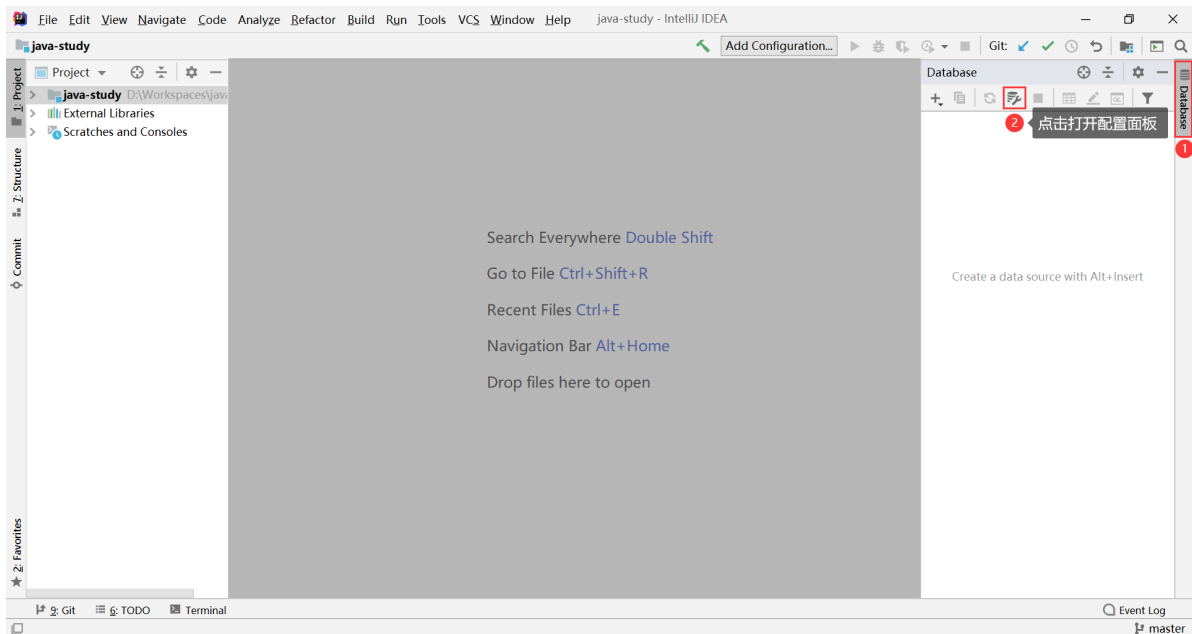 File Edit View Navigate Code Analyze Refactor Build Run Tools VCS Window Help java-study - IntelliJ IDEA
java-study Add Configuration... Git:
1: Project
Project
java-study D:\Workspaces\java
External Libraries
Scratches and Consoles
7: Structure
Commit
2: Favorites
Search Everywhere Double Shift
Go to File Ctrl+Shift+R
Recent Files Ctrl+E
Navigation Bar Alt+Home
Drop files here to open
Database
2 点击打开配置面板
Create a data source with Alt+Insert
Database
1
9: Git 6: TODO Terminal Event Log
master